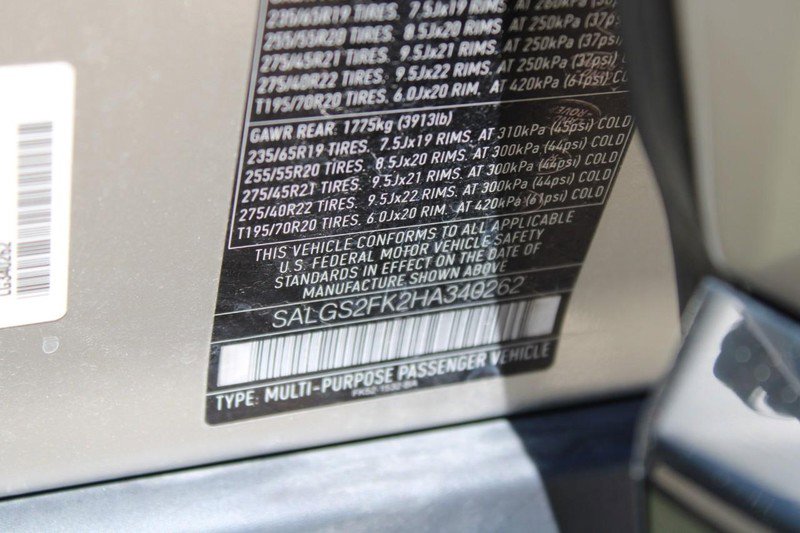 235/65R19 TIRES. 7.5Jx19 RIMS. AT 260kPa
255/55R20 TIRES. 8.5Jx20 RIMS. AT 250kPa (37psi)
275/45R21 TIRES. 9.5Jx21 RIMS. AT 250kPa (37psi)
275/40R22 TIRES. 9.5Jx22 RIMS. AT 250kPa (37psi)
T195/70R20 TIRES. 6.0Jx20 RIM. AT 420kPa (61psi)
GAWR REAR: 1775kg (3913lb)
235/65R19 TIRES. 7.5Jx19 RIMS. AT 310kPa (45psi) COLD
255/55R20 TIRES. 8.5Jx20 RIMS. AT 300kPa (44psi) COLD
275/45R21 TIRES. 9.5Jx21 RIMS. AT 300kPa (44psi) COLD
275/40R22 TIRES. 9.5Jx22 RIMS. AT 300kPa (44psi) COLD
T195/70R20 TIRES. 6.0Jx20 RIM. AT 420kPa (61psi) COLD
THIS VEHICLE CONFORMS TO ALL APPLICABLE
U.S. FEDERAL MOTOR VEHICLE SAFETY
STANDARDS IN EFFECT ON THE DATE OF
MANUFACTURE SHOWN ABOVE
SALGS2FK2HA340262
TYPE: MULTI-PURPOSE PASSENGER VEHICLE
LG340262